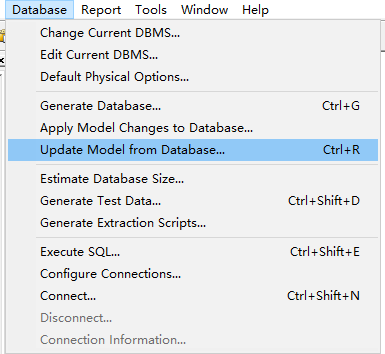 Database Report Tools Window Help
Change Current DBMS...
Edit Current DBMS...
Default Physical Options...
Generate Database... Ctrl+G
Apply Model Changes to Database...
Update Model from Database... Ctrl+R
Estimate Database Size...
Generate Test Data... Ctrl+Shift+D
Generate Extraction Scripts...
Execute SQL... Ctrl+Shift+E
Configure Connections...
Connect... Ctrl+Shift+N
Disconnect...
Connection Information...